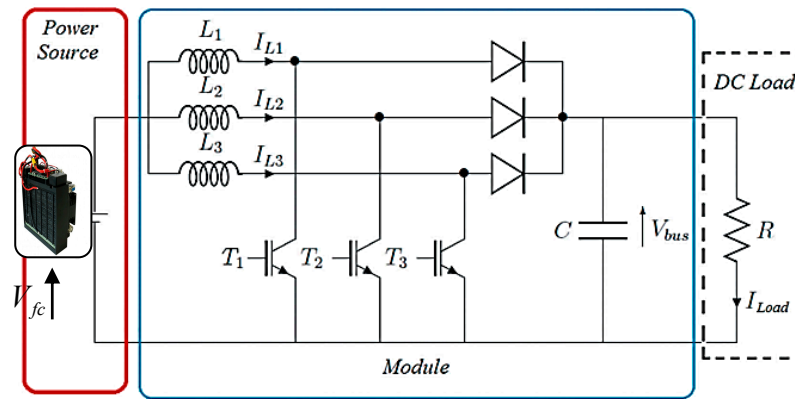 Power
Source
L1
IL1
L2
IL2
L3
IL3
DC Load
T1
T2
T3
C
Vbus
R
Vfc
ILoad
Module